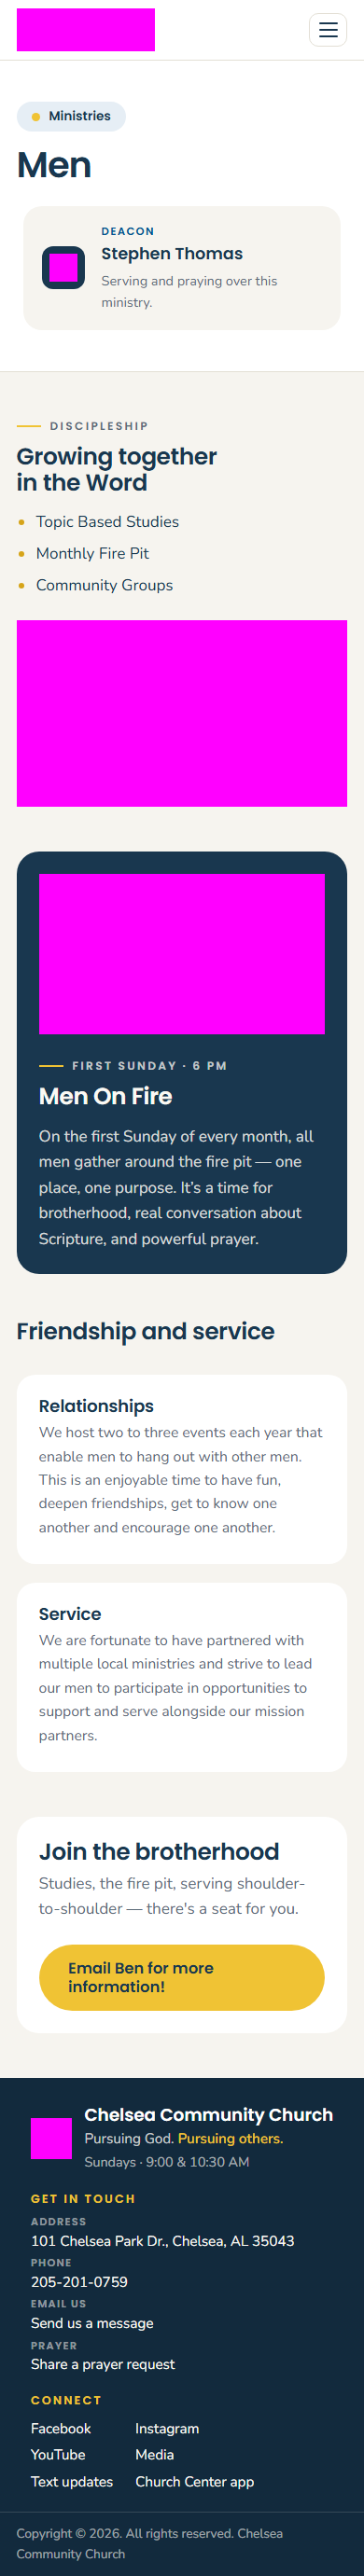 Ministries
Men
DEACON
Stephen Thomas
Serving and praying over this
ministry.
DISCIPLESHIP
Growing together
in the Word
Topic Based Studies
Monthly Fire Pit
Community Groups
FIRST SUNDAY · 6 PM
Men On Fire
On the first Sunday of every month, all
men gather around the fire pit — one
place, one purpose. It's a time for
brotherhood, real conversation about
Scripture, and powerful prayer.
Friendship and service
Relationships
We host two to three events each year that
enable men to hang out with other men.
This is an enjoyable time to have fun,
deepen friendships, get to know one
another and encourage one another.
Service
We are fortunate to have partnered with
multiple local ministries and strive to lead
our men to participate in opportunities to
support and serve alongside our mission
partners.
Join the brotherhood
Studies, the fire pit, serving shoulder-
to-shoulder — there's a seat for you.
Email Ben for more
information!
Chelsea Community Church
Pursuing God. Pursuing others.
Sundays · 9:00 & 10:30 AM
GET IN TOUCH
ADDRESS
101 Chelsea Park Dr., Chelsea, AL 35043
PHONE
205-201-0759
EMAIL US
Send us a message
PRAYER
Share a prayer request
CONNECT
Facebook Instagram
YouTube Media
Text updates Church Center app
Copyright © 2026. All rights reserved. Chelsea
Community Church